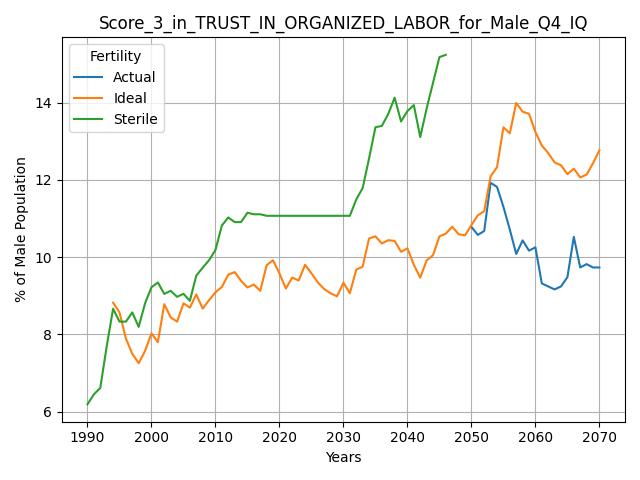 Score_3_in_TRUST_IN_ORGANIZED_LABOR_for_Male_Q4_IQ
Fertility
Actual
Ideal
Sterile
% of Male Population
14
12
10
8
6
1990 2000 2010 2020 2030 2040 2050 2060 2070
Years